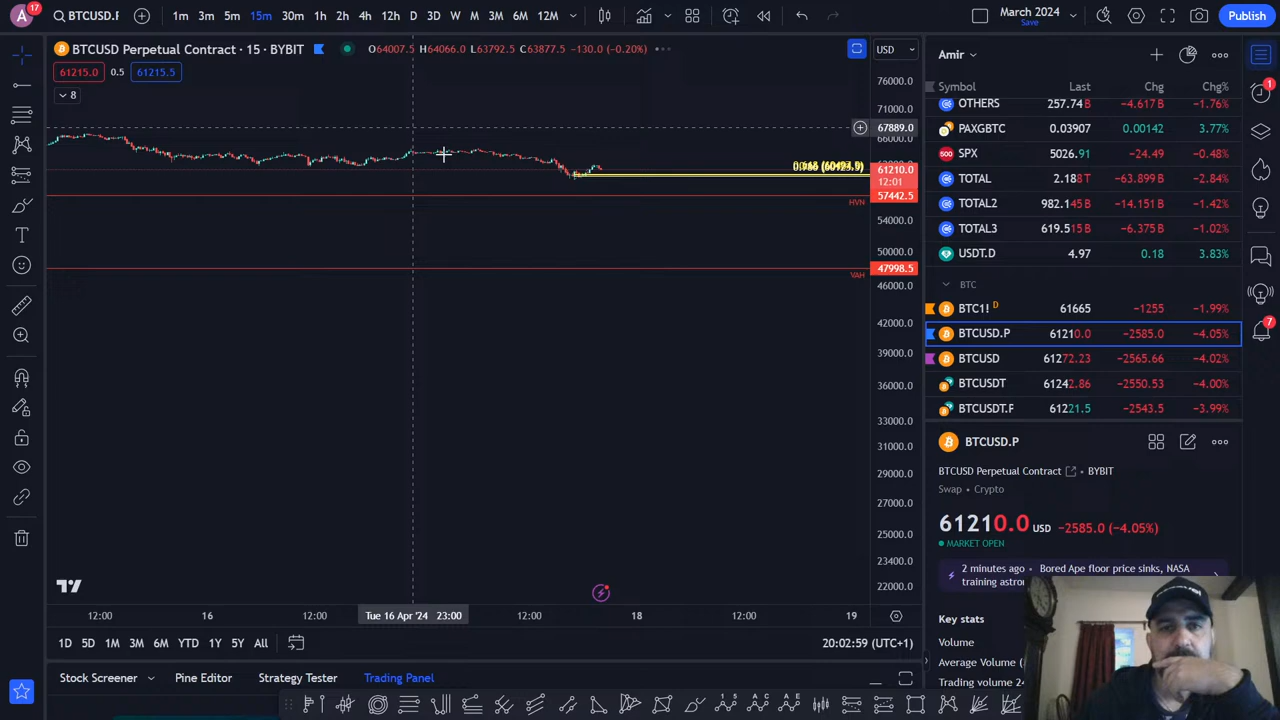 A 17 BTCUSD.F 1m 3m 5m 15m 30m 1h 2h 4h 12h D 3D W M 3M 6M 12M March 2024 Save Publish
BTCUSD Perpetual Contract · 15 · BYBIT O64007.5 H64066.0 L63792.5 C63877.5 −130.0 (−0.20%) USD
61215.0 0.5 61215.5
8
76000.0
71000.0
67889.0
66000.0
61210.0
12:01
57442.5
HVN
54000.0
50000.0
47998.5
VAH
46000.0
42000.0
39000.0
36000.0
33000.0
31000.0
29000.0
27000.0
25000.0
23400.0
22000.0
12:00 16 12:00 Tue 16 Apr '24 23:00 12:00 18 12:00 19
1D 5D 1M 3M 6M YTD 1Y 5Y All 20:02:59 (UTC+1)
Stock Screener Pine Editor Strategy Tester Trading Panel
Amir
Symbol Last Chg Chg%
OTHERS 257.74B −4.617B −1.76%
PAXGBTC 0.03907 0.00142 3.77%
500 SPX 5026.91 −24.49 −0.48%
TOTAL 2.188T −63.899B −2.84%
TOTAL2 982.145B −14.151B −1.42%
TOTAL3 619.515B −6.375B −1.02%
USDT.D 4.97 0.18 3.83%
BTC
BTC1! D 61665 −1255 −1.99%
BTCUSD.P 61210.0 −2585.0 −4.05%
BTCUSD 61272.23 −2565.66 −4.02%
BTCUSDT 61242.86 −2550.53 −4.00%
BTCUSDT.F 61221.5 −2543.5 −3.99%
BTCUSD.P
BTCUSD Perpetual Contract BYBIT
Swap Crypto
61210.0 USD −2585.0 (−4.05%)
MARKET OPEN
2 minutes ago Bored Ape floor price sinks, NASA
training astro
Key stats
Volume
Average Volume (
Trading volume 24
1
7